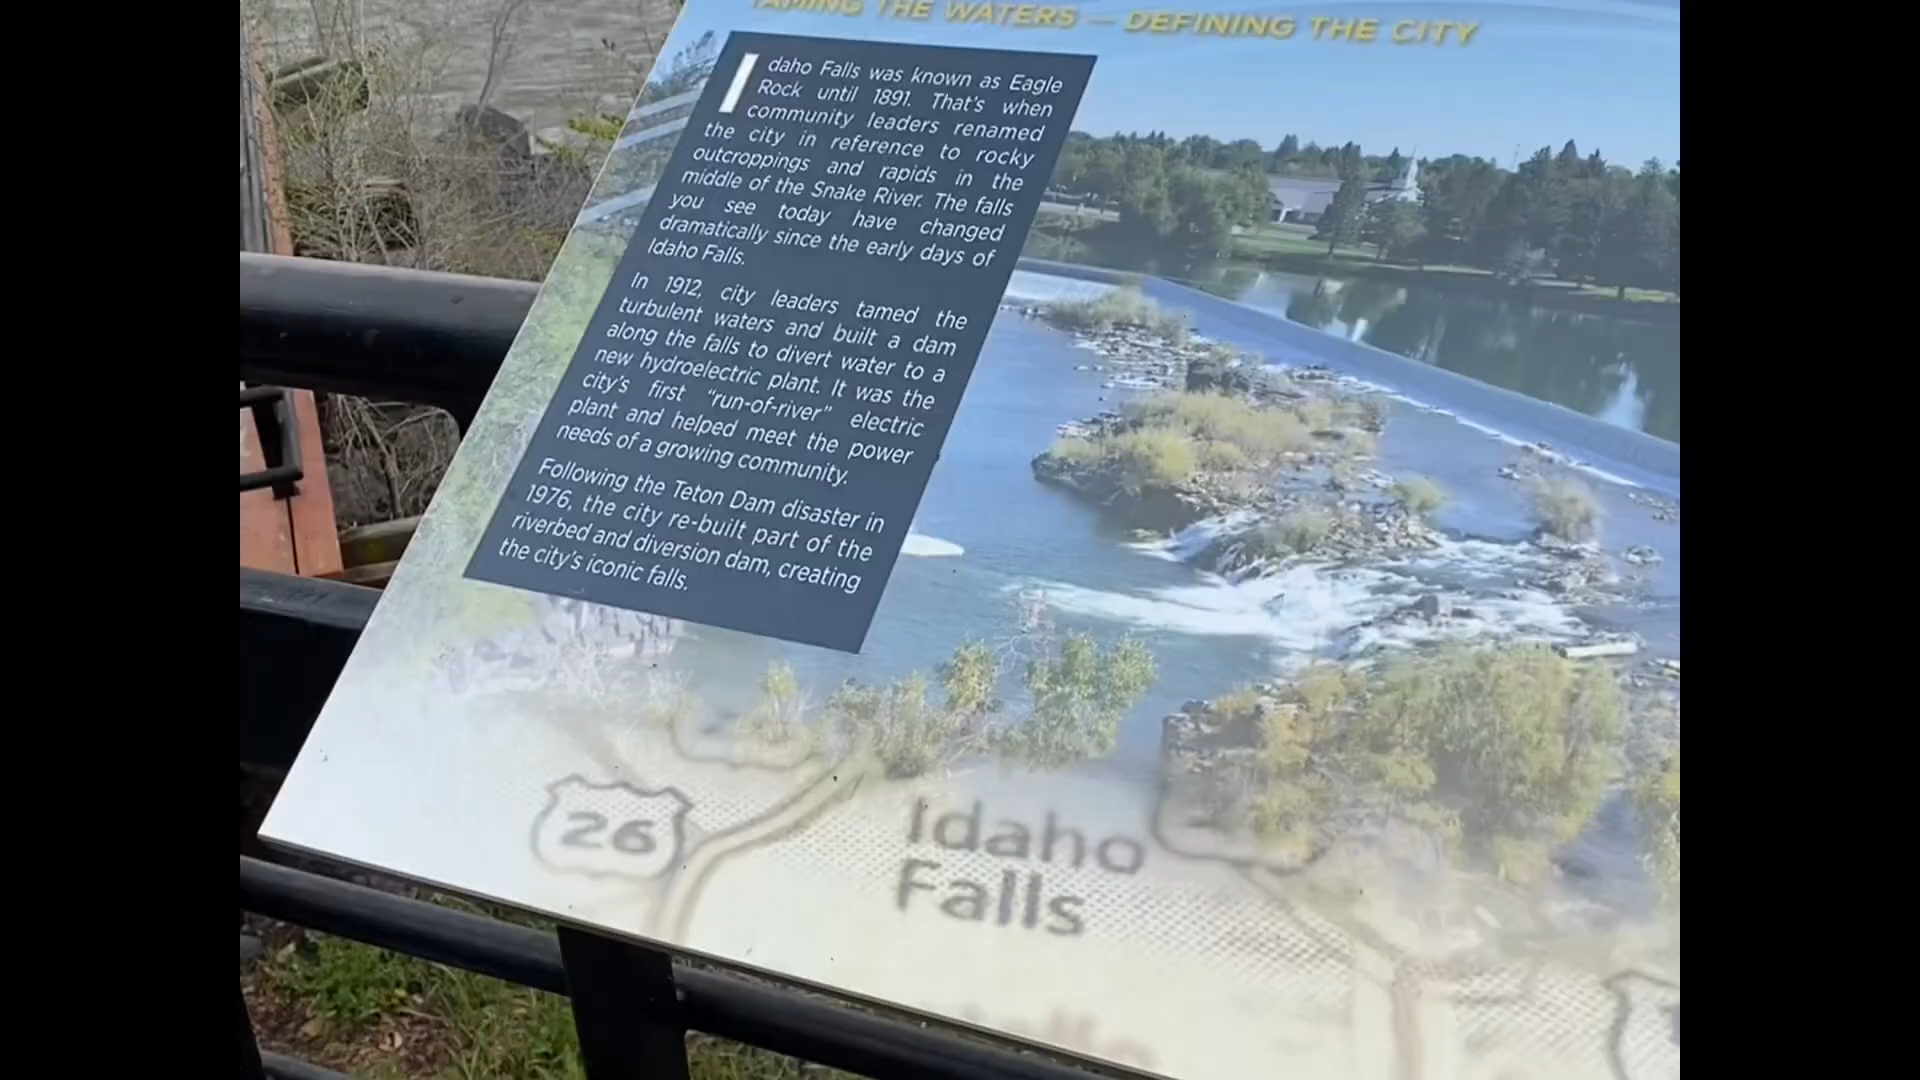 TAMING THE WATERS — DEFINING THE CITY
Idaho Falls was known as Eagle
Rock until 1891. That's when
community leaders renamed
the city in reference to rocky
outcroppings and rapids in the
middle of the Snake River. The falls
you see today have changed
dramatically since the early days of
Idaho Falls.
In 1912, city leaders tamed the
turbulent waters and built a dam
along the falls to divert water to a
new hydroelectric plant. It was the
city's first "run-of-river" electric
plant and helped meet the power
needs of a growing community.
Following the Teton Dam disaster in
1976, the city re-built part of the
riverbed and diversion dam, creating
the city's iconic falls.
26
Idaho
Falls